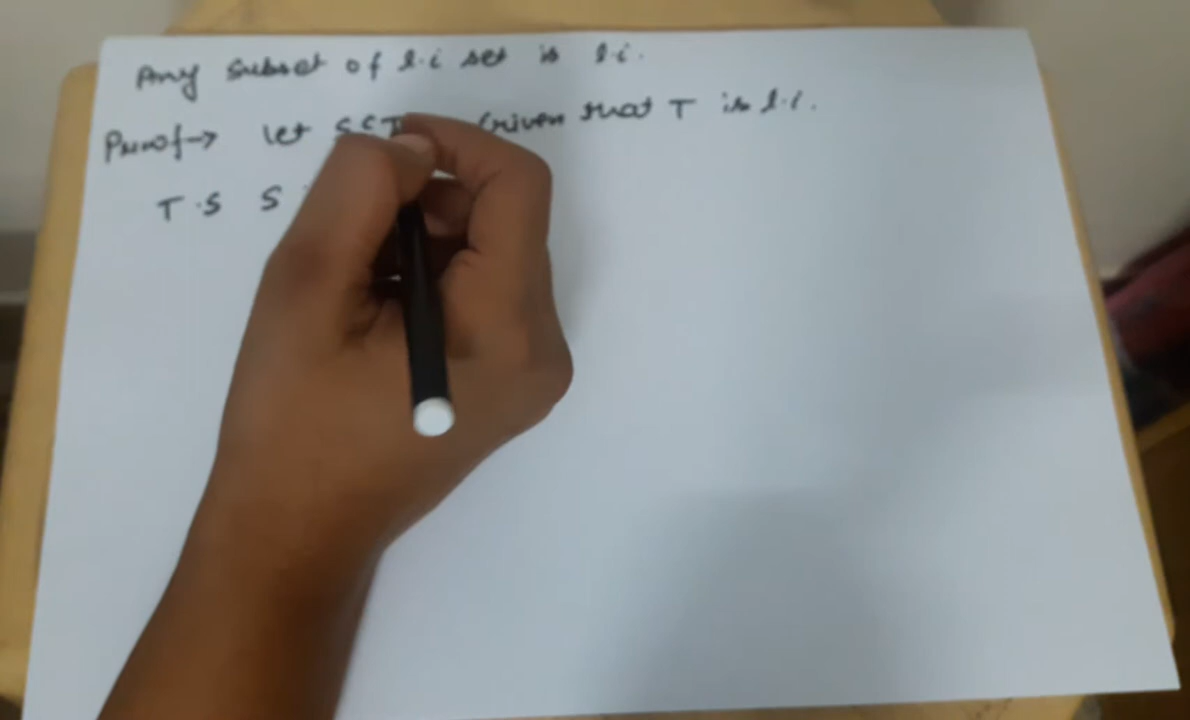 Any subset of l.i set is l.i.
Proof→ let S⊆T Given that T is l.i.
T.S S